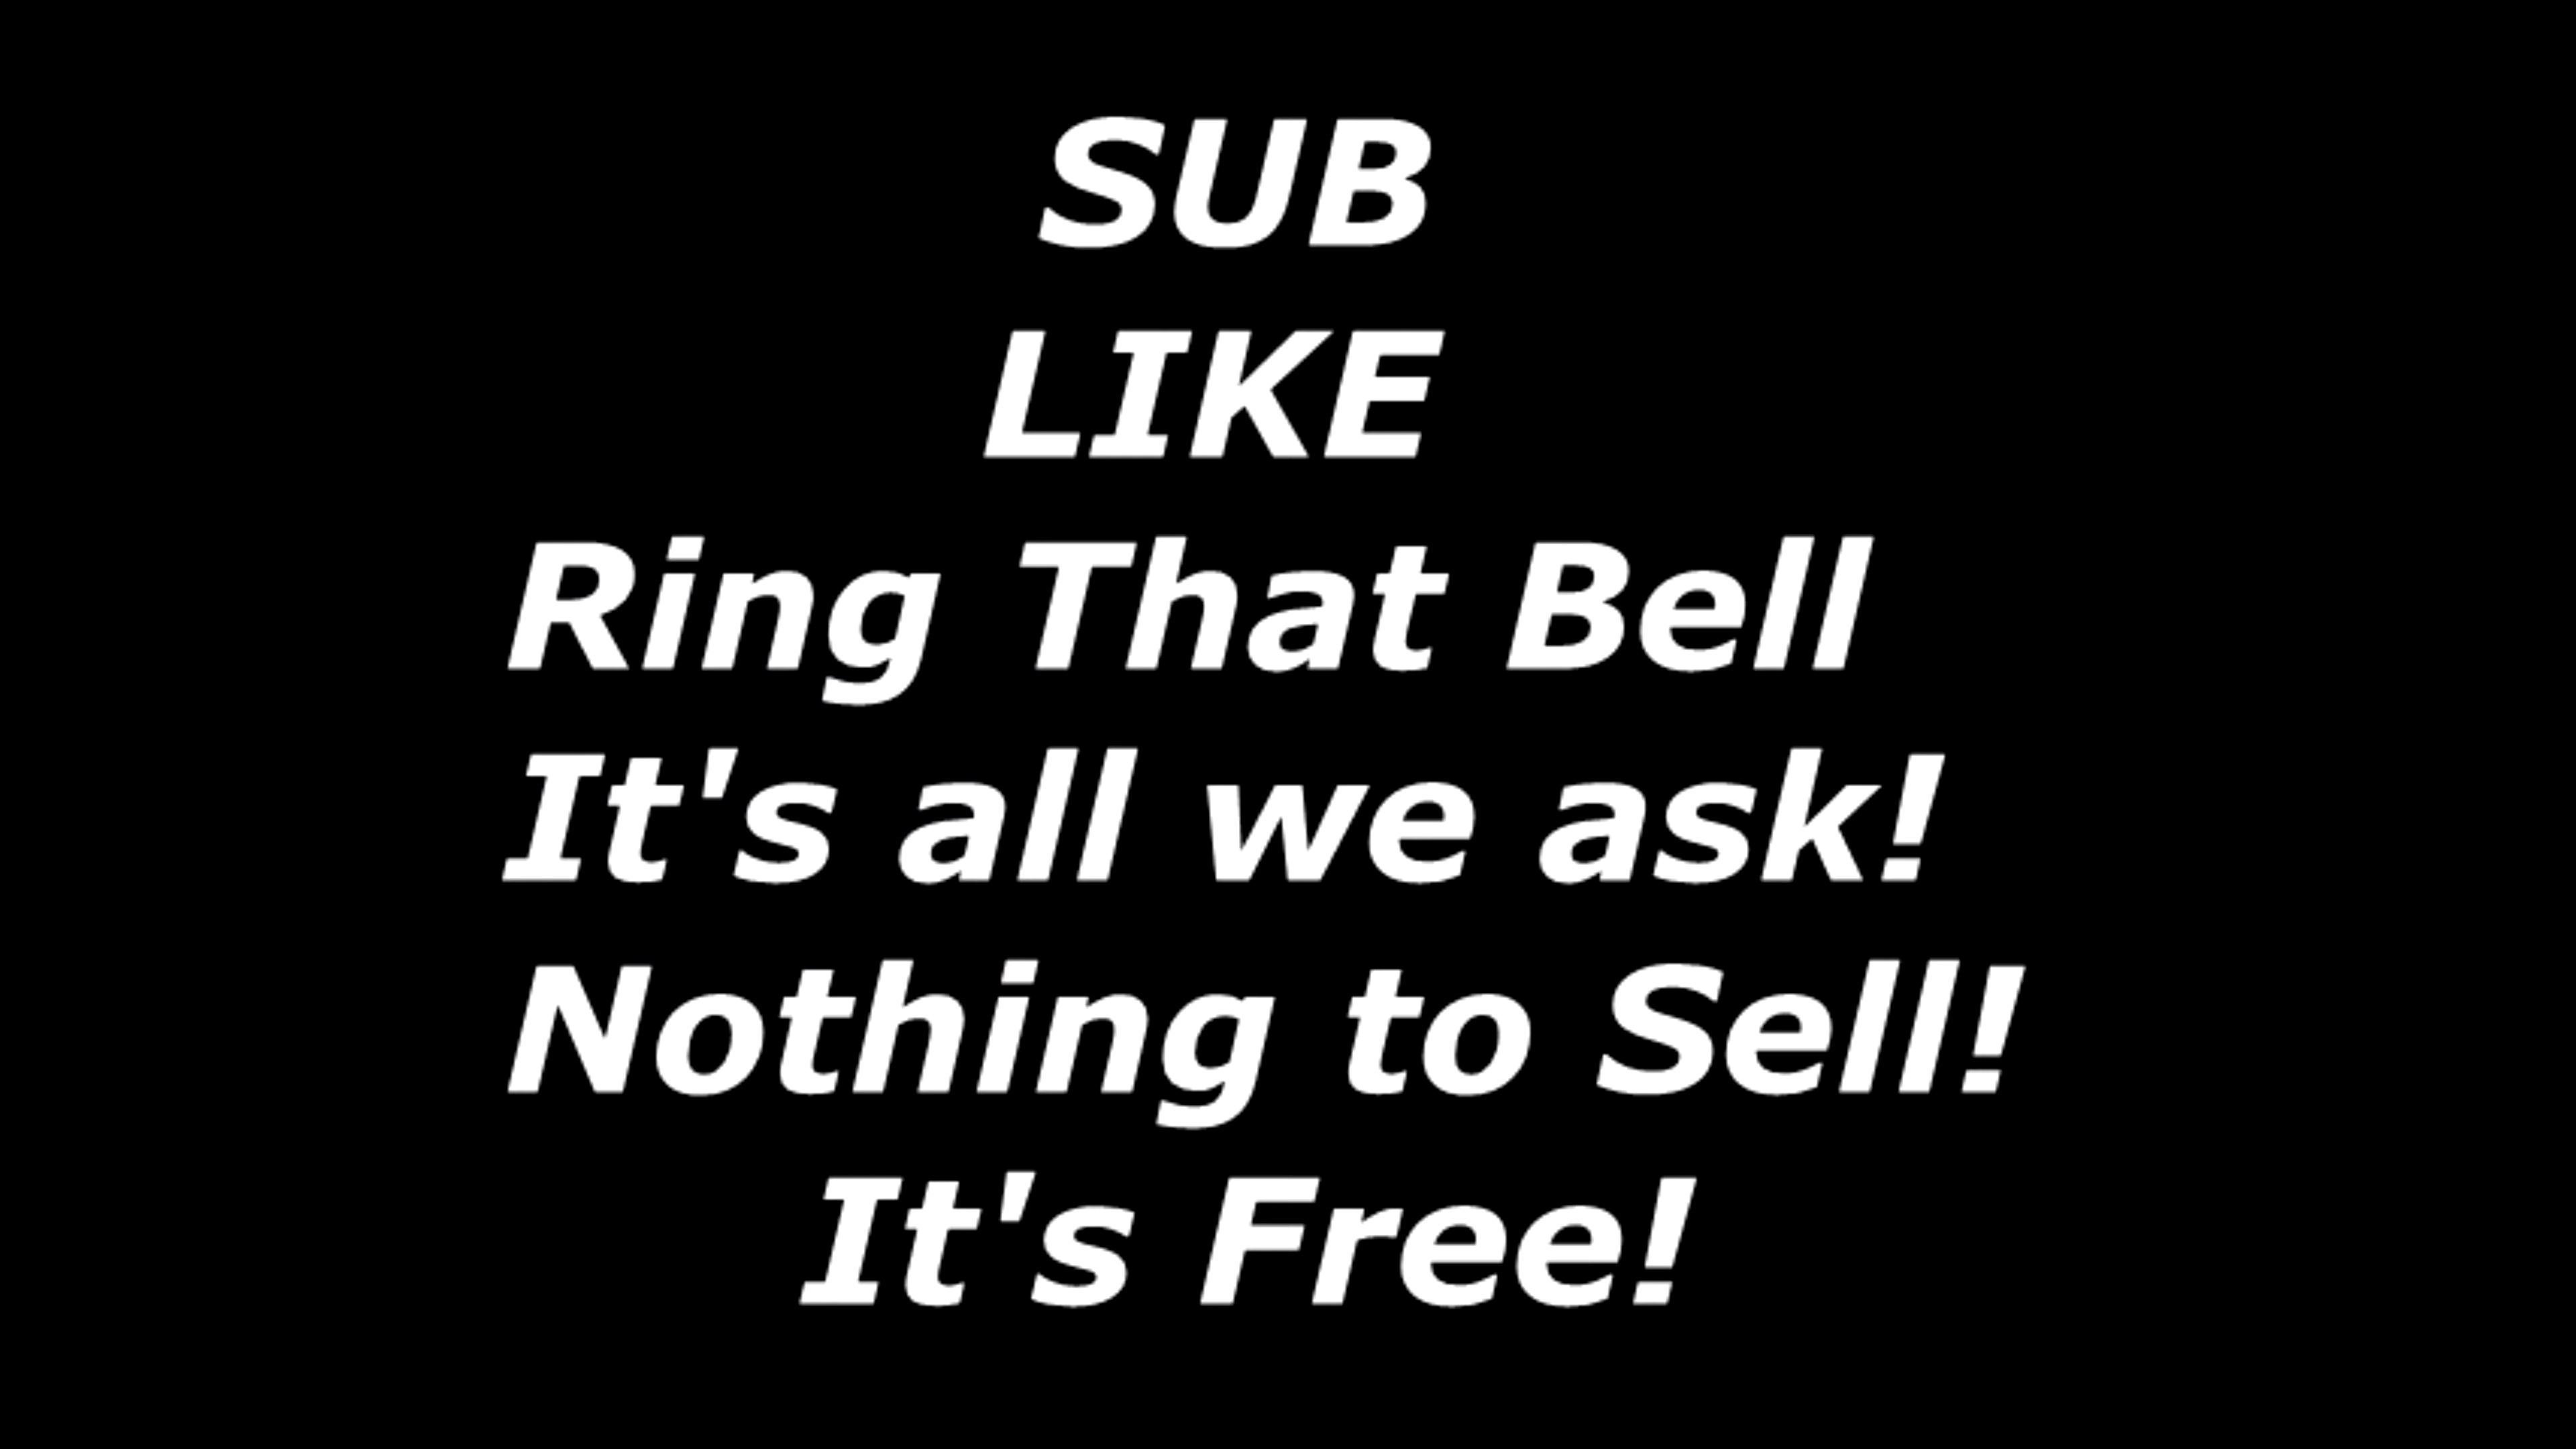 SUB
LIKE
Ring That Bell
It's all we ask!
Nothing to Sell!
It's Free!